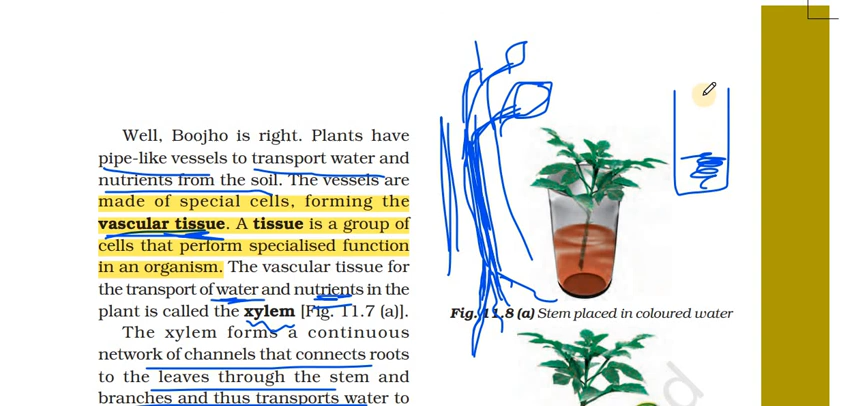 Well, Boojho is right. Plants have
pipe-like vessels to transport water and
nutrients from the soil. The vessels are
made of special cells, forming the
vascular tissue. A tissue is a group of
cells that perform specialised function
in an organism. The vascular tissue for
the transport of water and nutrients in the
plant is called the xylem [Fig. 11.7 (a)].
The xylem forms a continuous
network of channels that connects roots
to the leaves through the stem and
branches and thus transports water to
Fig. 11.8 (a) Stem placed in coloured water
d